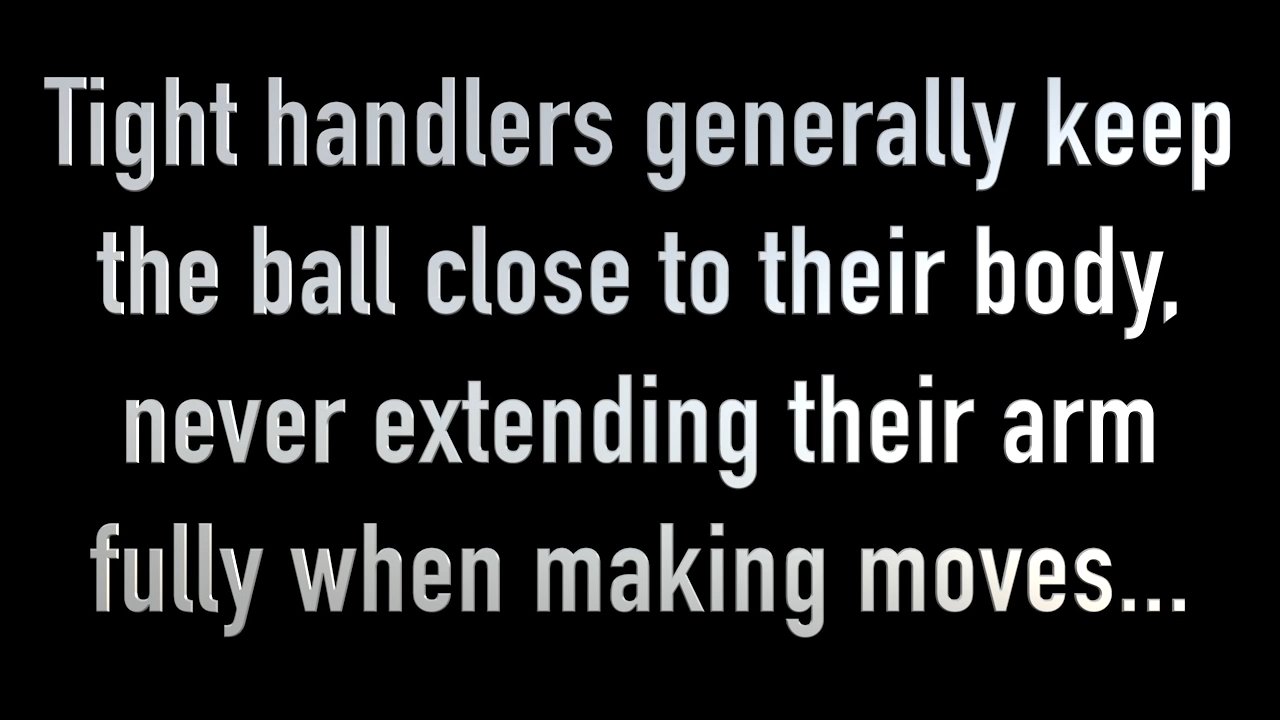 Tight handlers generally keep
the ball close to their body,
never extending their arm
fully when making moves...